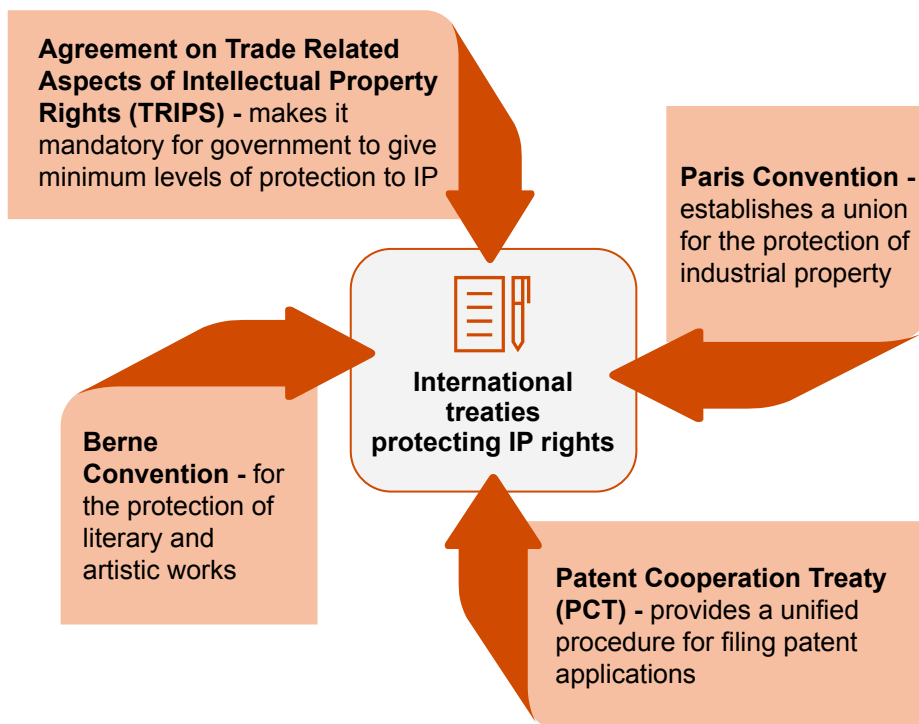 Agreement on Trade Related
Aspects of Intellectual Property
Rights (TRIPS) - makes it
mandatory for government to give
minimum levels of protection to IP
Paris Convention -
establishes a union
for the protection of
industrial property
International
treaties
protecting IP rights
Berne
Convention - for
the protection of
literary and
artistic works
Patent Cooperation Treaty
(PCT) - provides a unified
procedure for filing patent
applications